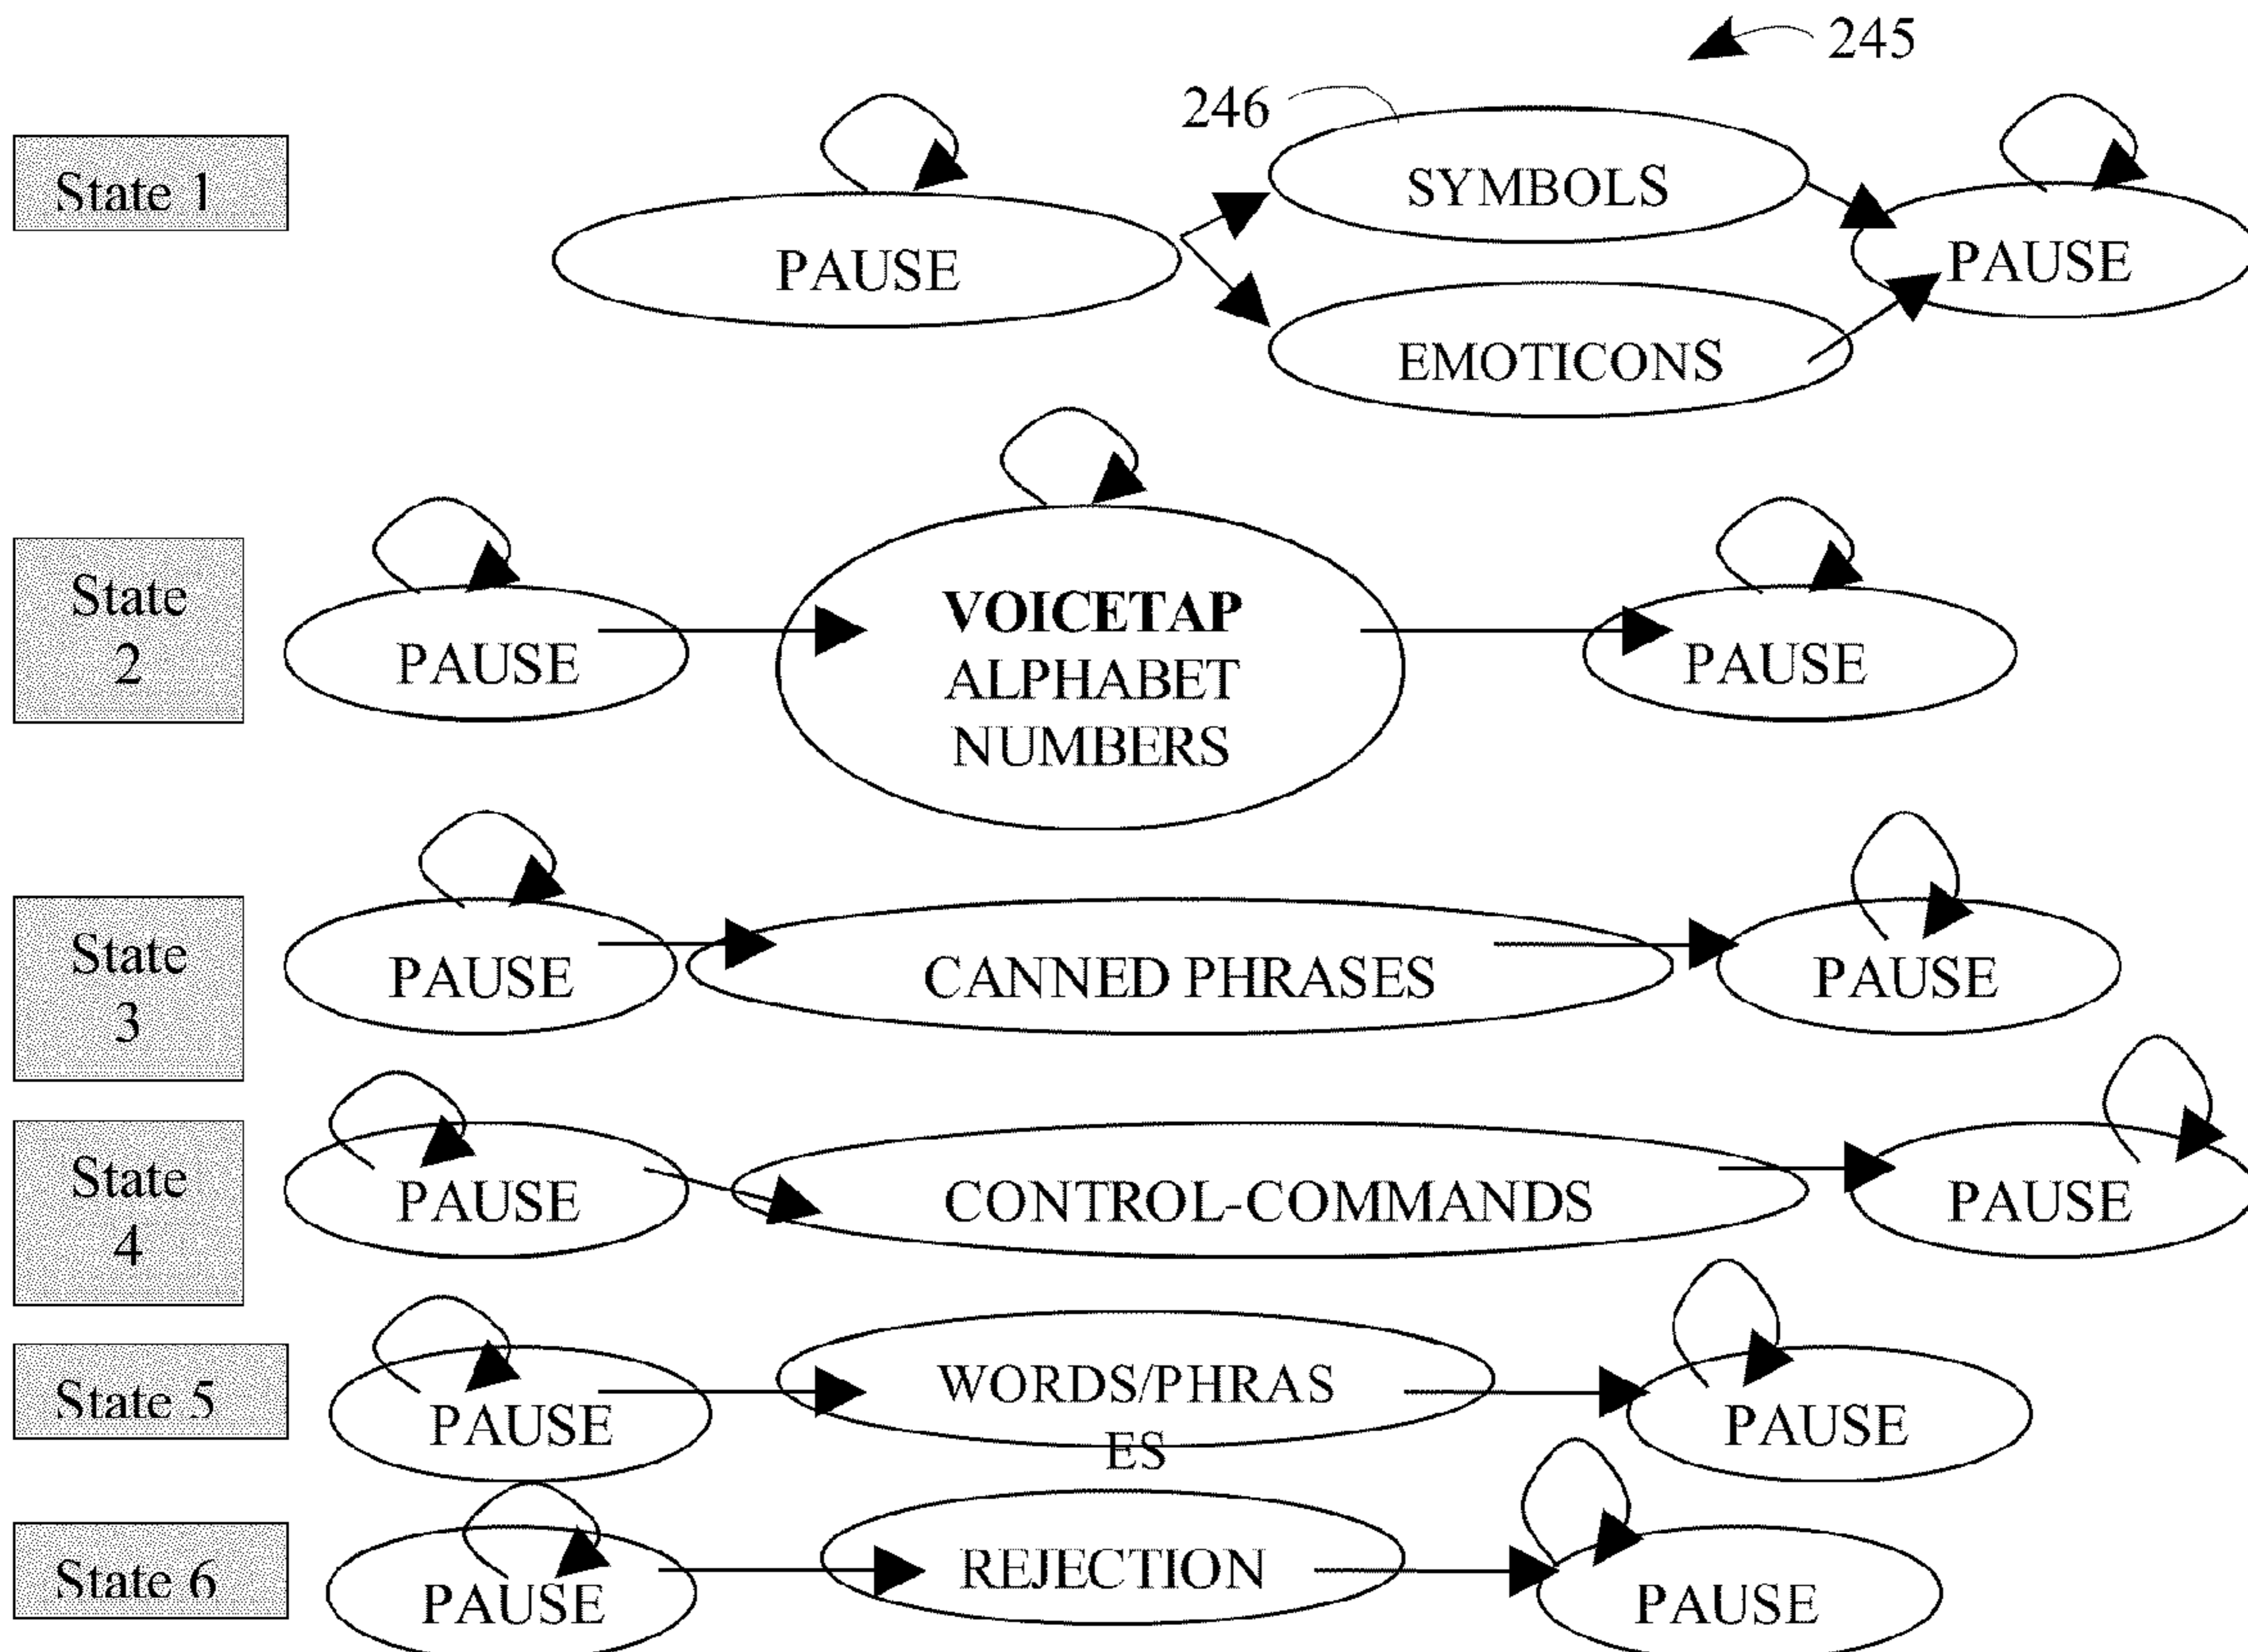 245
246
State 1
PAUSE
SYMBOLS
EMOTICONS
PAUSE
State
2
PAUSE
VOICETAP
ALPHABET
NUMBERS
PAUSE
State
3
PAUSE
CANNED PHRASES
PAUSE
State
4
PAUSE
CONTROL-COMMANDS
PAUSE
State 5
PAUSE
WORDS/PHRAS
ES
PAUSE
State 6
PAUSE
REJECTION
PAUSE